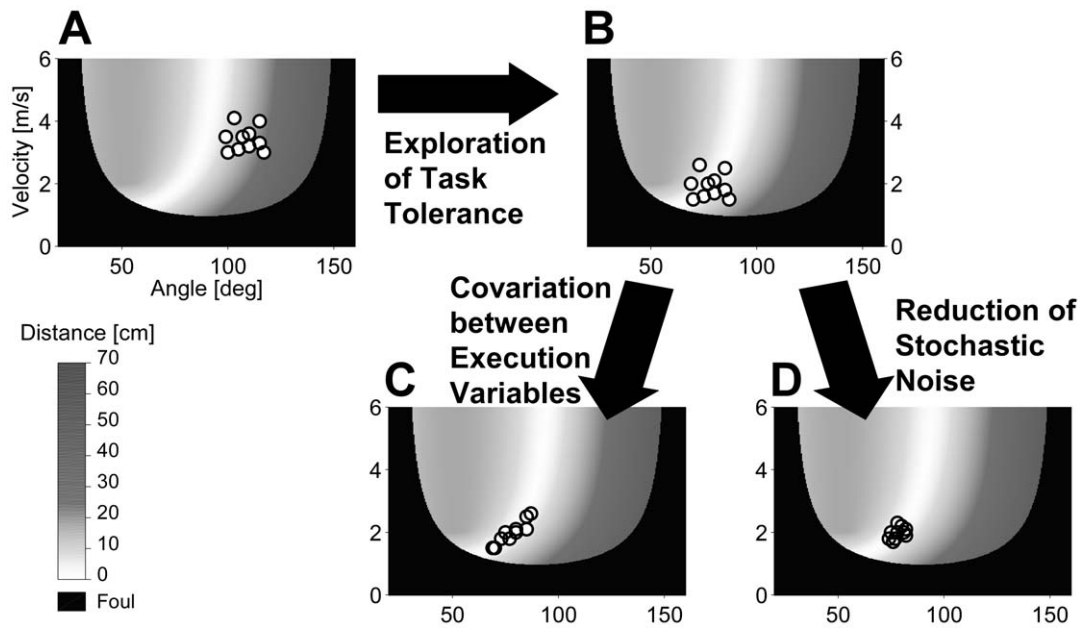 A
B
6
4
2
0
Velocity [m/s]
50
100
150
Angle [deg]
Exploration
of Task
Tolerance
6
4
2
0
50
100
150
Covariation
between
Execution
Variables
Reduction of
Stochastic
Noise
Distance [cm]
70
60
50
40
30
20
10
0
Foul
C
6
4
2
0
50
100
150
D
6
4
2
0
50
100
150